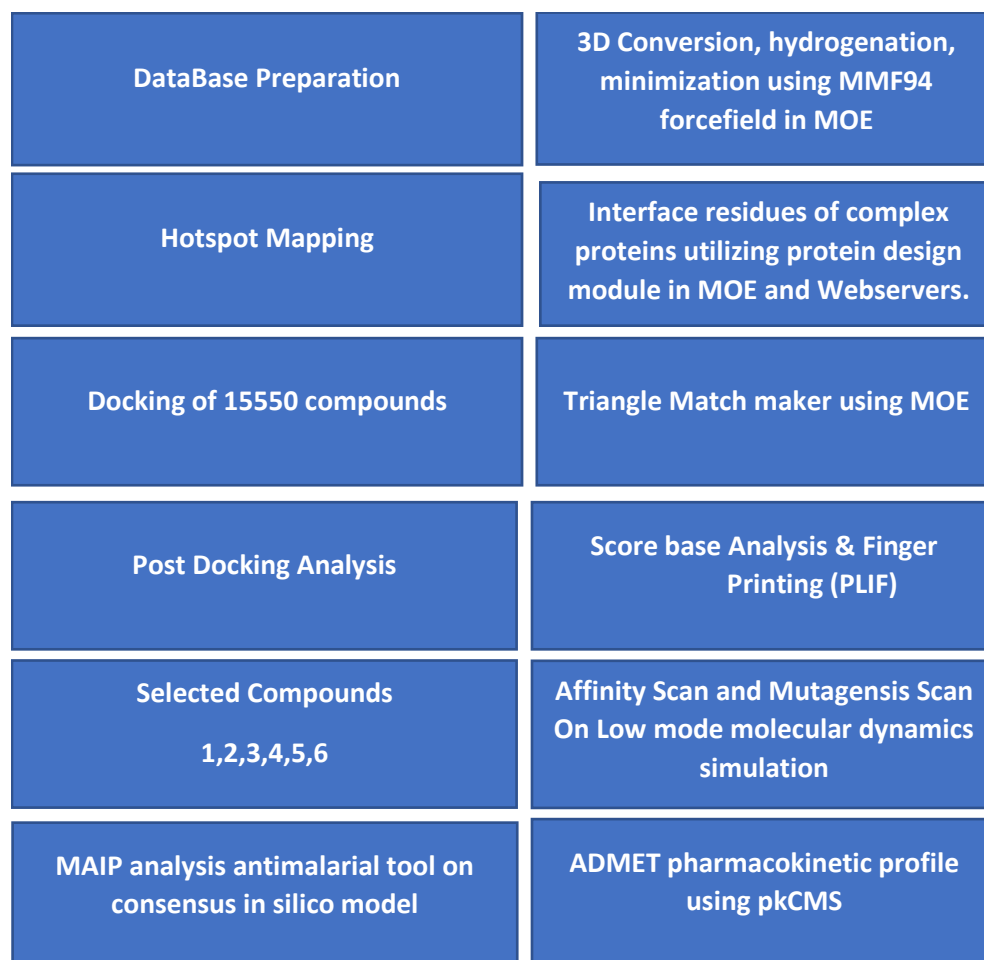 DataBase Preparation
3D Conversion, hydrogenation,
minimization using MMF94
forcefield in MOE
Hotspot Mapping
Interface residues of complex
proteins utilizing protein design
module in MOE and Webservers.
Docking of 15550 compounds
Triangle Match maker using MOE
Post Docking Analysis
Score base Analysis & Finger
Printing (PLIF)
Selected Compounds
1,2,3,4,5,6
Affinity Scan and Mutagensis Scan
On Low mode molecular dynamics
simulation
MAIP analysis antimalarial tool on
consensus in silico model
ADMET pharmacokinetic profile
using pkCMS